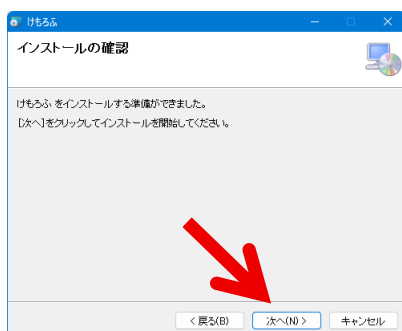 けもろふ
インストールの確認
けもろふ をインストールする準備ができました。
[次へ]をクリックしてインストールを開始してください。
< 戻る(B)
次へ(N) >
キャンセル